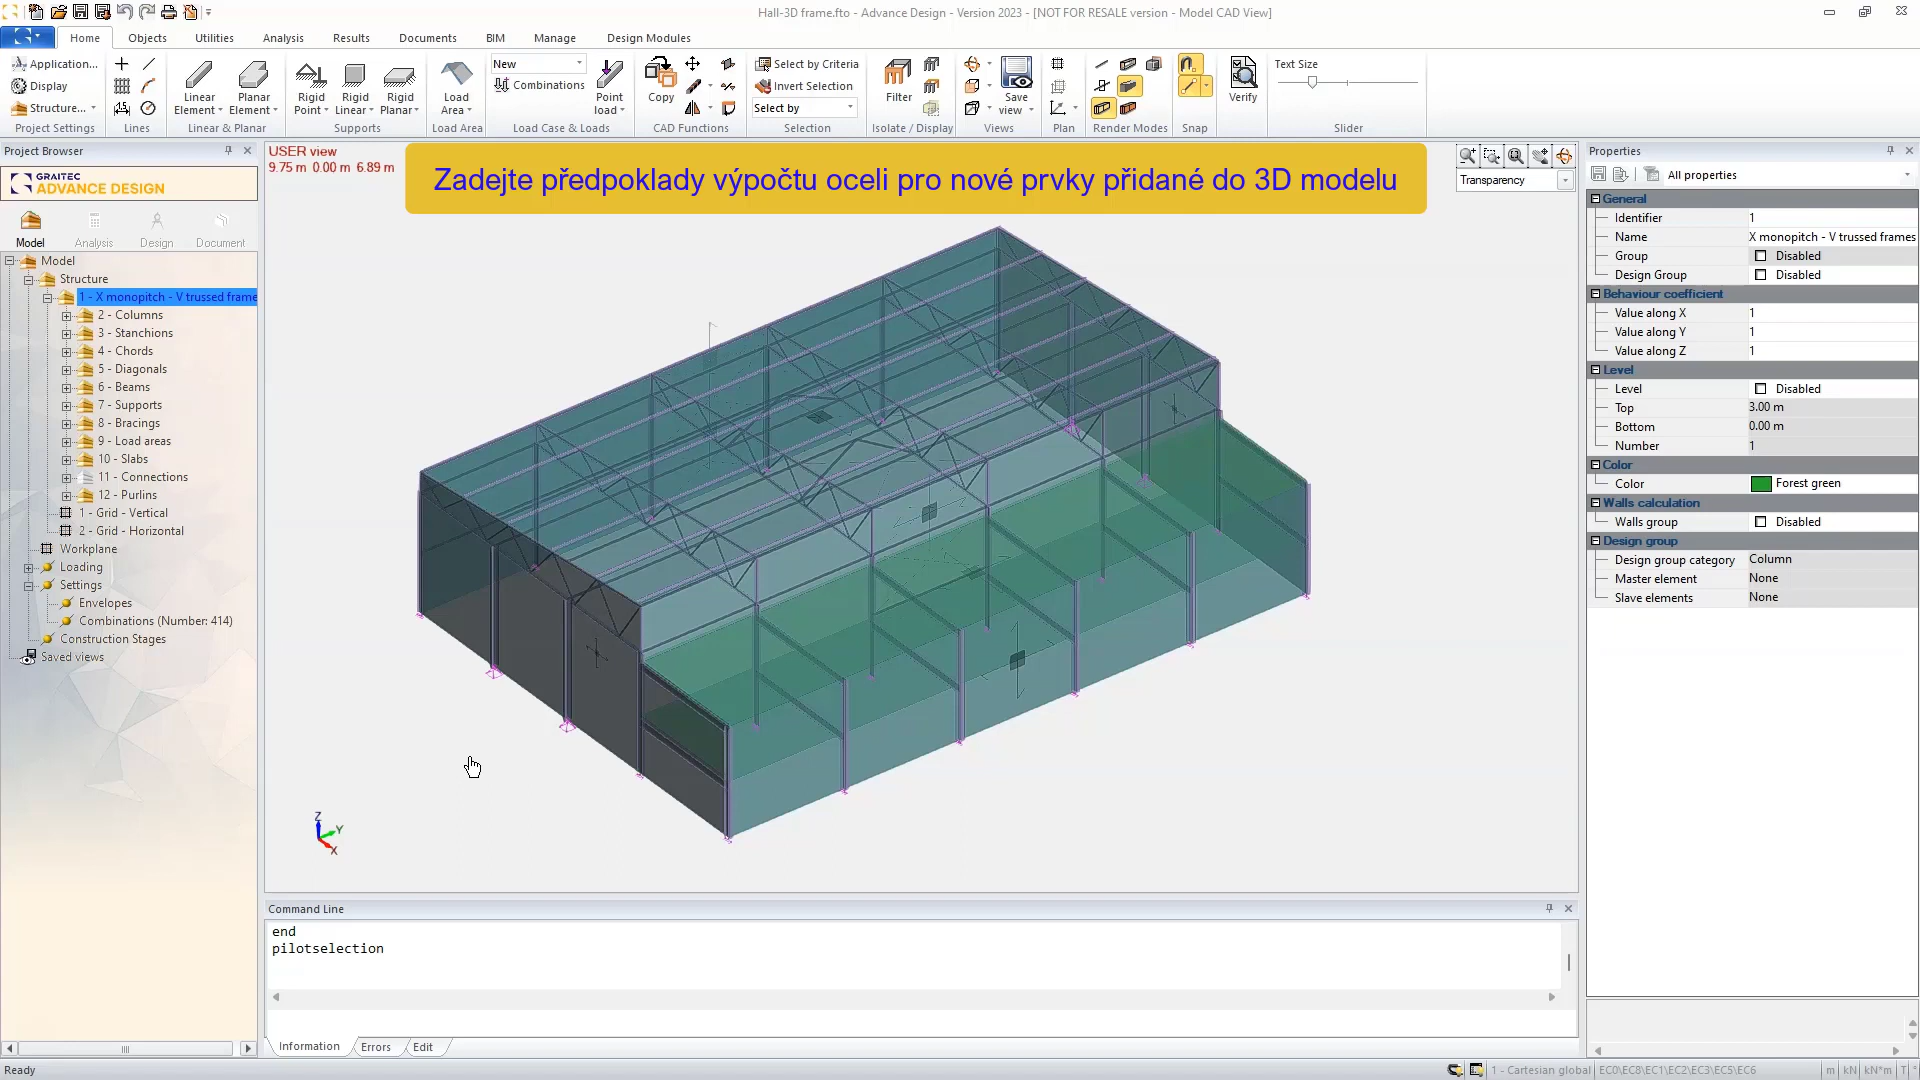 Hall-3D frame.fto - Advance Design - Version 2023 - [NOT FOR RESALE version - Model CAD View]
Home Objects Utilities Analysis Results Documents BIM Manage Design Modules
Application... Display Structure...
Linear Element Planar Element
Rigid Point Rigid Linear Rigid Planar
Load Area
New
Combinations
Point load
Copy
Select by Criteria
Invert Selection
Select by
Filter
Save view
Verify
Text Size
Project Settings Lines Linear & Planar Supports Load Area Load Case & Loads CAD Functions Selection Isolate / Display Views Plan Render Modes Snap Slider
Project Browser
GRAITEC
ADVANCE DESIGN
Model Analysis Design Document
Model
Structure
1 - X monopitch - V trussed frame
2 - Columns
3 - Stanchions
4 - Chords
5 - Diagonals
6 - Beams
7 - Supports
8 - Bracings
9 - Load areas
10 - Slabs
11 - Connections
12 - Purlins
1 - Grid - Vertical
2 - Grid - Horizontal
Workplane
Loading
Settings
Envelopes
Combinations (Number: 414)
Construction Stages
Saved views
USER view
9.75 m 0.00 m 6.89 m
Zadejte předpoklady výpočtu oceli pro nové prvky přidané do 3D modelu
Transparency
Z
Y
X
Command Line
end
pilotselection
Information Errors Edit
Properties
All properties
General
Identifier 1
Name X monopitch - V trussed frames
Group Disabled
Design Group Disabled
Behaviour coefficient
Value along X 1
Value along Y 1
Value along Z 1
Level
Level Disabled
Top 3.00 m
Bottom 0.00 m
Number 1
Color
Color Forest green
Walls calculation
Walls group Disabled
Design group
Design group category Column
Master element None
Slave elements None
Ready
1 - Cartesian global EC0\EC8\EC1\EC2\EC3\EC5\EC6 m kN kN*m T °